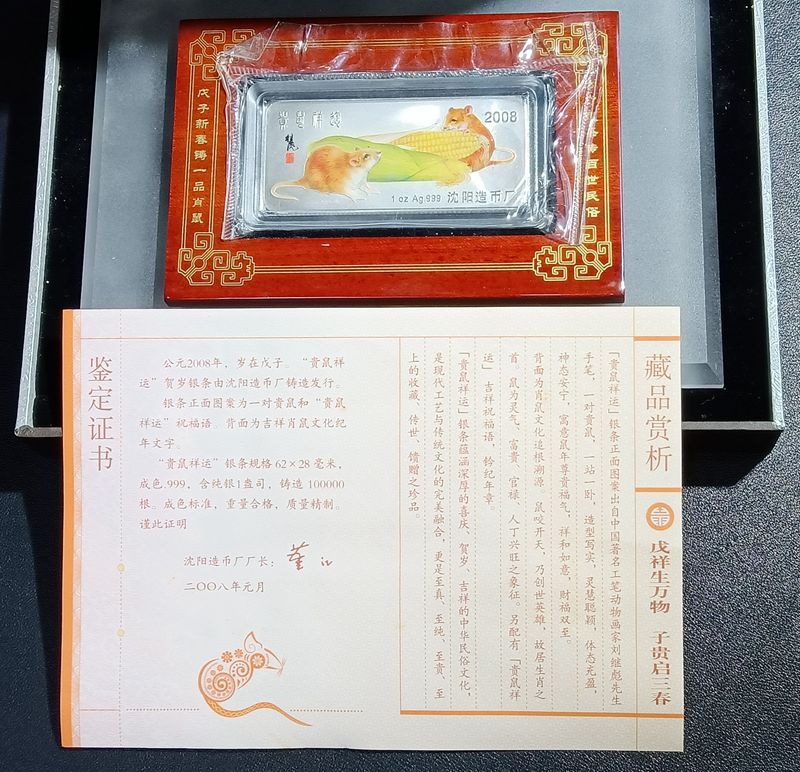 戊子新春铸一品肖鼠
贵鼠祥运
2008
1 oz Ag.999 沈阳造币厂
百世民俗
鉴定证书
公元2008年，岁在戊子。“贵鼠祥
运”贺岁银条由沈阳造币厂铸造发行。
银条正面图案为一对贵鼠和“贵鼠
祥运”祝福语。背面为吉祥肖鼠文化纪
年文字。
“贵鼠祥运”银条规格62×28毫米，
成色.999，含纯银1盎司，铸造100000
根。成色标准，重量合格，质量精制。
谨此证明
沈阳造币厂厂长：
二〇〇八年元月
藏品赏析
戊祥生万物 子贵启三春
「贵鼠祥运」银条正面图案出自中国著名工笔动物画家刘继彪先生
手笔，一对贵鼠，一站一卧，造型写实，灵慧聪颖，体态充盈，
神态安宁，寓意鼠年尊贵福气，祥和如意，财福双至。
背面为肖鼠文化追根溯源。鼠咬开天，乃创世英雄，故居生肖之
首，鼠为灵气、富贵、官禄、人丁兴旺之象征。另配有「贵鼠祥
运」吉祥祝福语，钤纪年章。
「贵鼠祥运」银条蕴涵深厚的喜庆、贺岁、吉祥的中华民俗文化，
是现代工艺与传统文化的完美融合，更是至真、至纯、至贵、至
上的收藏、传世、馈赠之珍品。